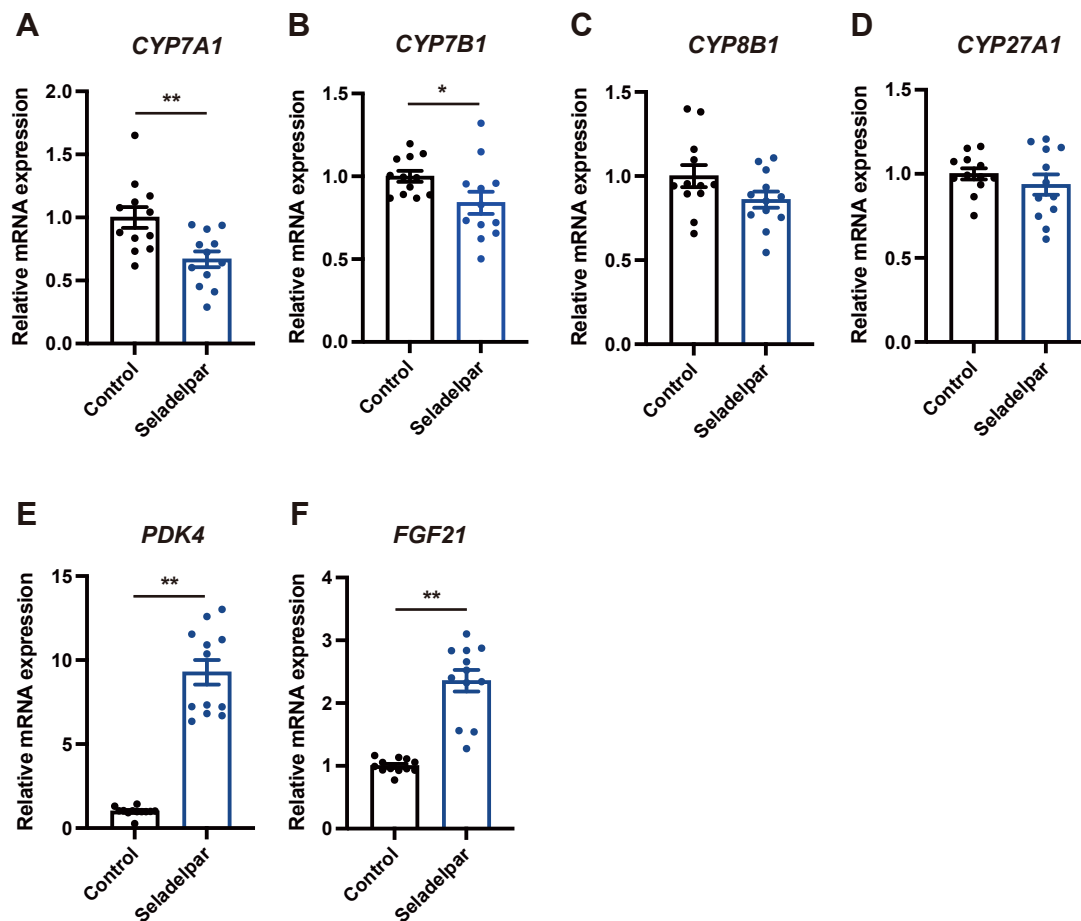 A
CYP7A1
Relative mRNA expression
2.0
1.5
1.0
0.5
0.0
**
Control
Seladelpar
B
CYP7B1
Relative mRNA expression
1.5
1.0
0.5
0.0
*
Control
Seladelpar
C
CYP8B1
Relative mRNA expression
1.5
1.0
0.5
0.0
Control
Seladelpar
D
CYP27A1
Relative mRNA expression
1.5
1.0
0.5
0.0
Control
Seladelpar
E
PDK4
Relative mRNA expression
15
10
5
0
**
Control
Seladelpar
F
FGF21
Relative mRNA expression
4
3
2
1
0
**
Control
Seladelpar